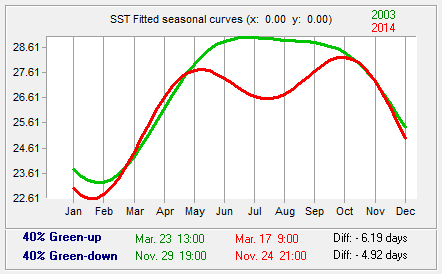 SST Fitted seasonal curves (x:  0.00  y:  0.00)
2003
2014
28.61
27.61
26.61
25.61
24.61
23.61
22.61
Jan Feb Mar Apr May Jun Jul Aug Sep Oct Nov Dec
40% Green-up Mar. 23 13:00 Mar. 17 9:00 Diff: - 6.19 days
40% Green-down Nov. 29 19:00 Nov. 24 21:00 Diff: - 4.92 days